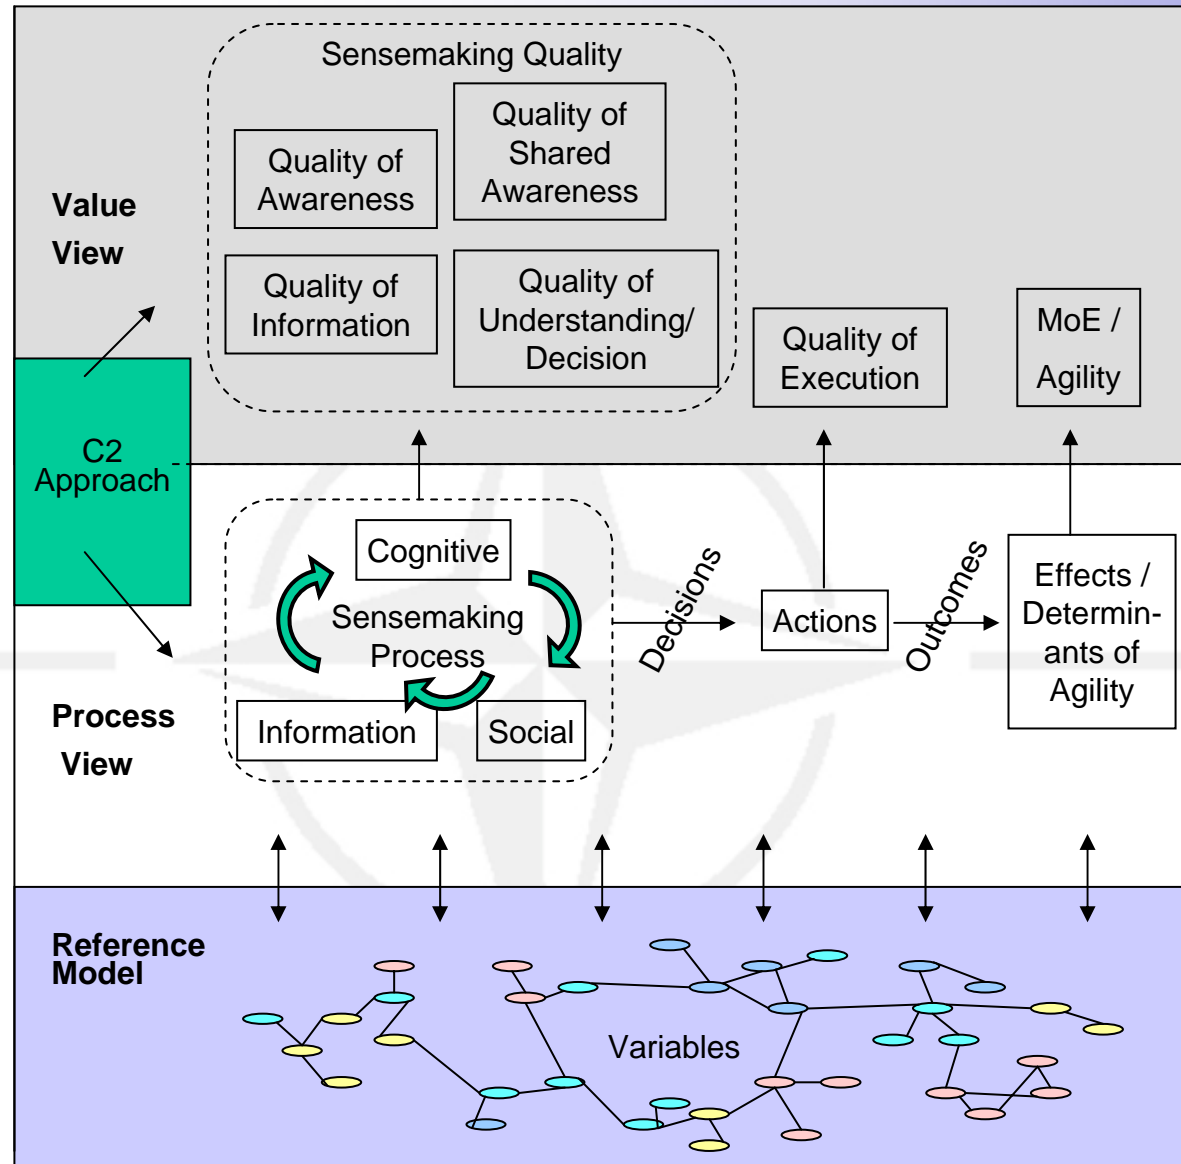 Sensemaking Quality
Quality of
Awareness
Quality of
Shared
Awareness
Value
View
Quality of
Information
Quality of
Understanding/
Decision
Quality of
Execution
MoE /
Agility
C2
Approach
Cognitive
Sensemaking
Process
Information
Social
Decisions
Actions
Outcomes
Effects /
Determin-
ants of
Agility
Process
View
Reference
Model
Variables